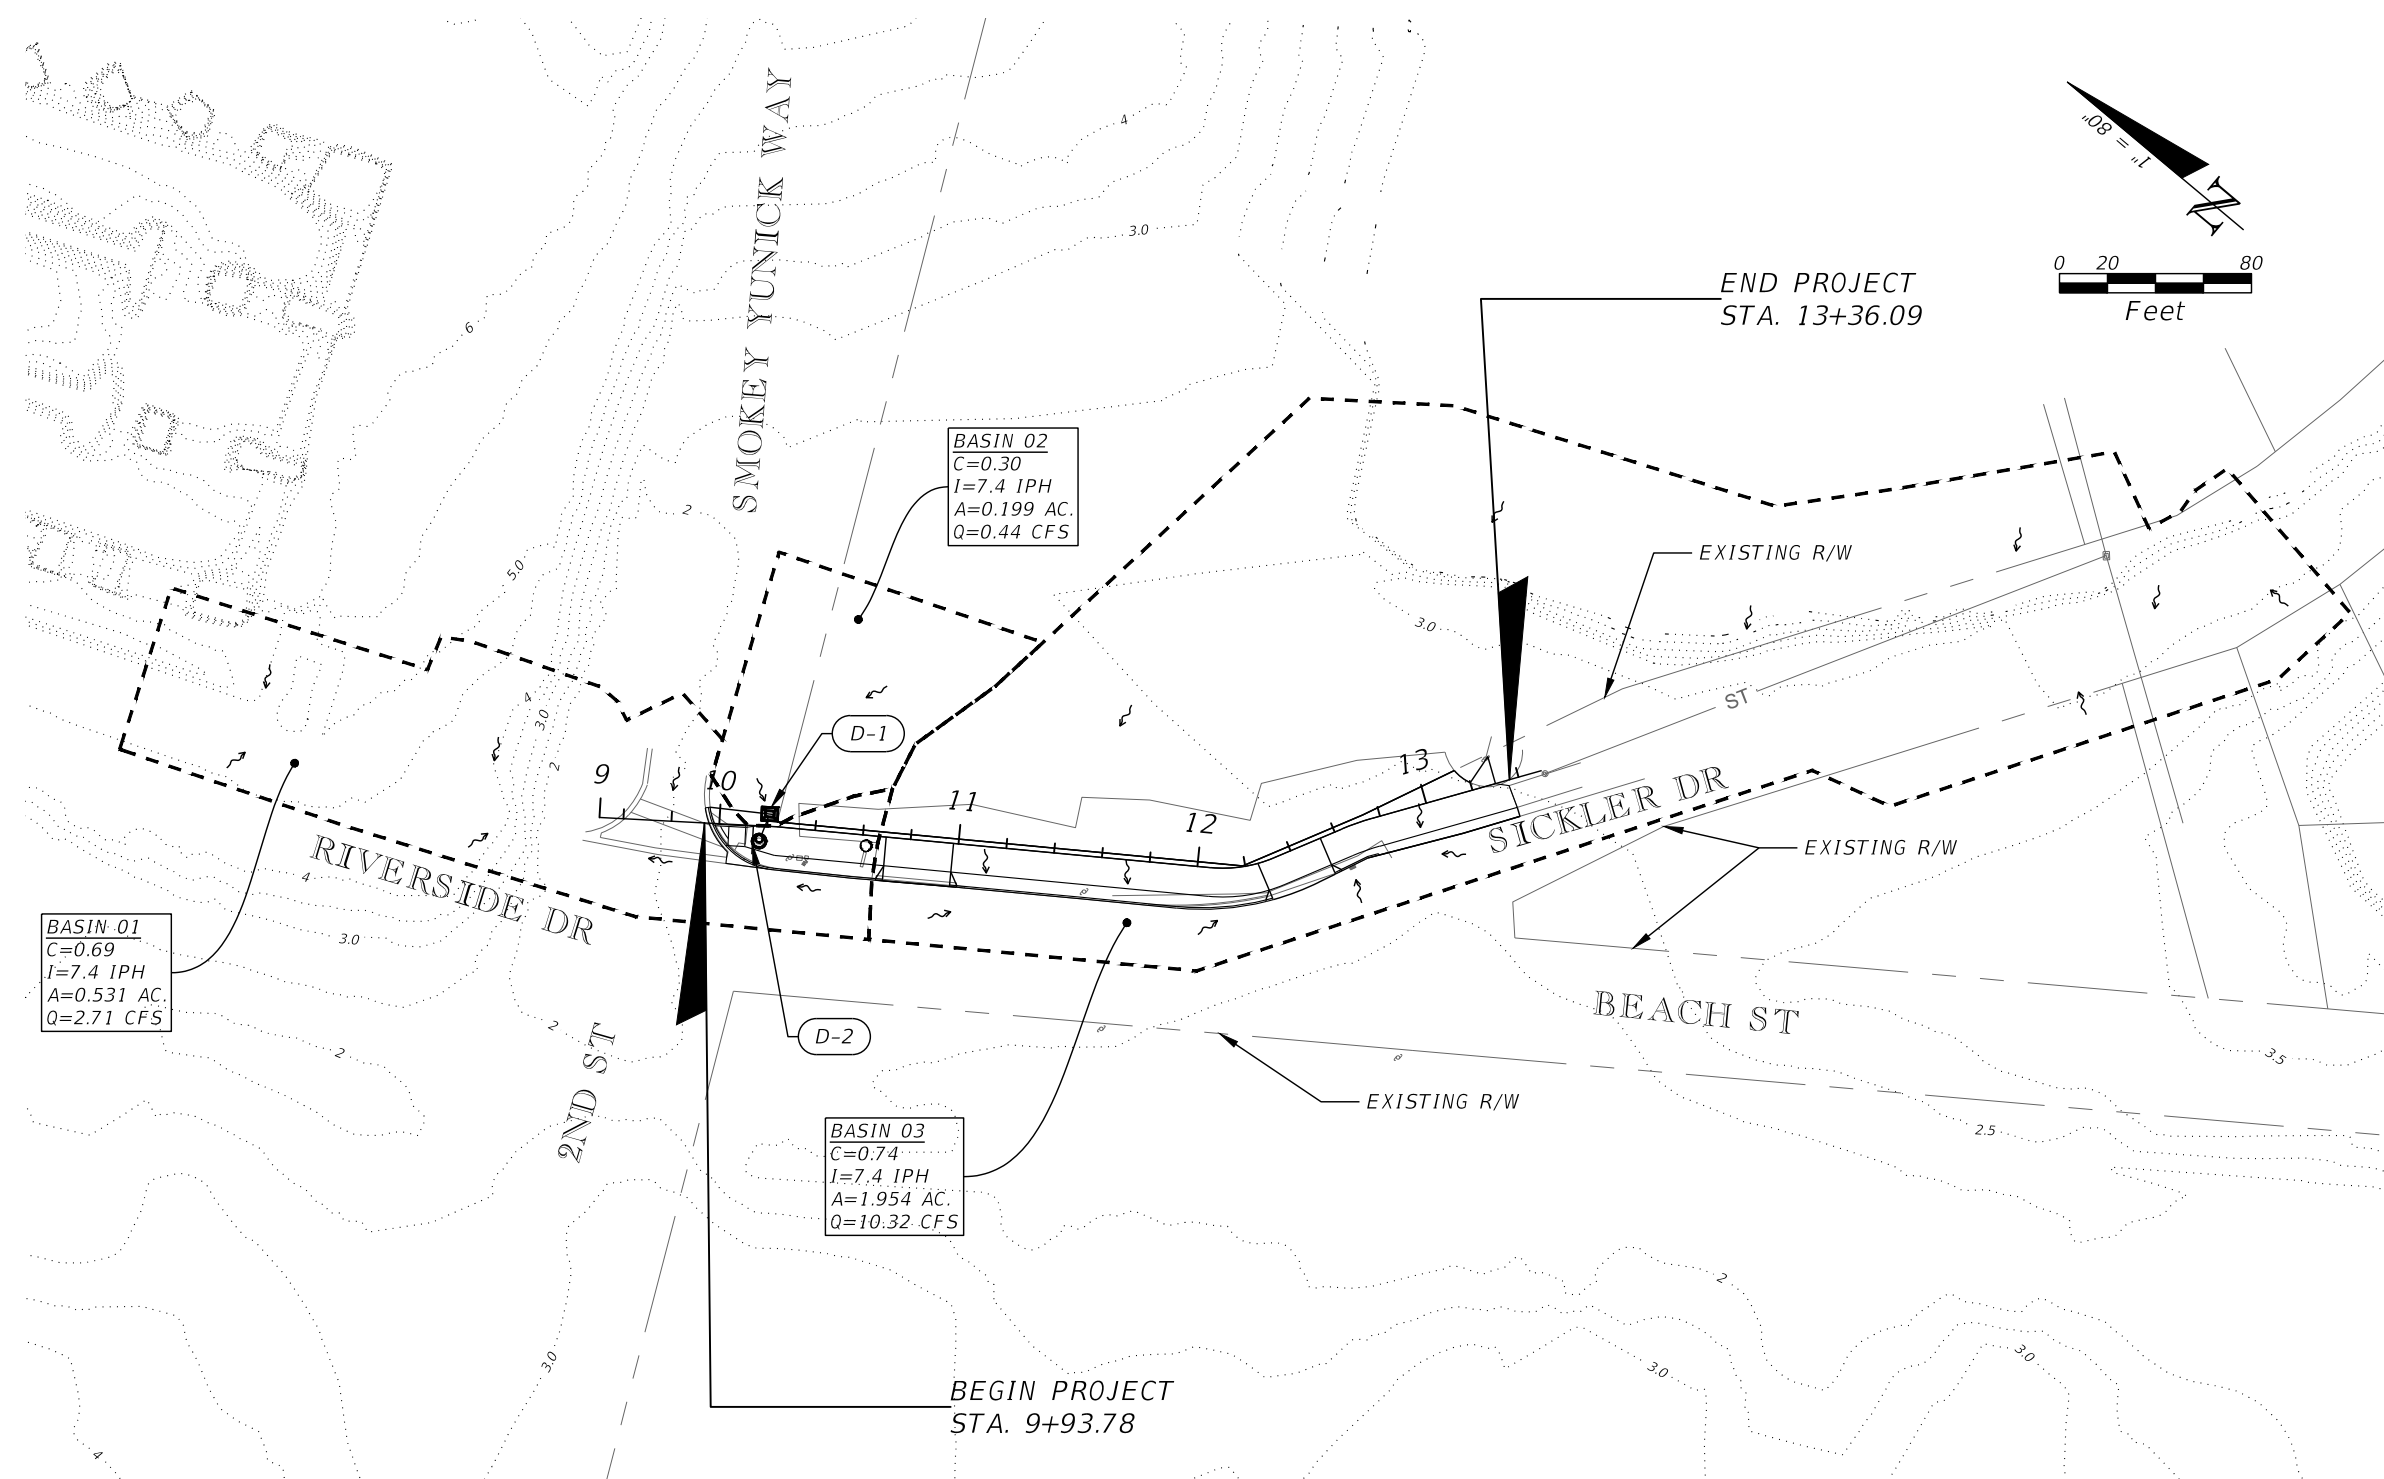 SMOKEY YUNICK WAY
4
3.0
1" = 80"
N
0 20 80
Feet
END PROJECT
STA. 13+36.09
6
BASIN 02
C=0.30
I=7.4 IPH
A=0.199 AC.
Q=0.44 CFS
2
5.0
EXISTING R/W
3.0
4
3.0
2
ST
D-1
9
10
11
12
13
SICKLER DR
EXISTING R/W
RIVERSIDE DR
4
3.0
BASIN 01
C=0.69
I=7.4 IPH
A=0.531 AC.
Q=2.71 CFS
2
2
2ND ST
D-2
BEACH ST
3.5
EXISTING R/W
2.5
BASIN 03
C=0.74
I=7.4 IPH
A=1.954 AC.
Q=10.32 CFS
2
3.0
3.0
3.0
BEGIN PROJECT
STA. 9+93.78
4